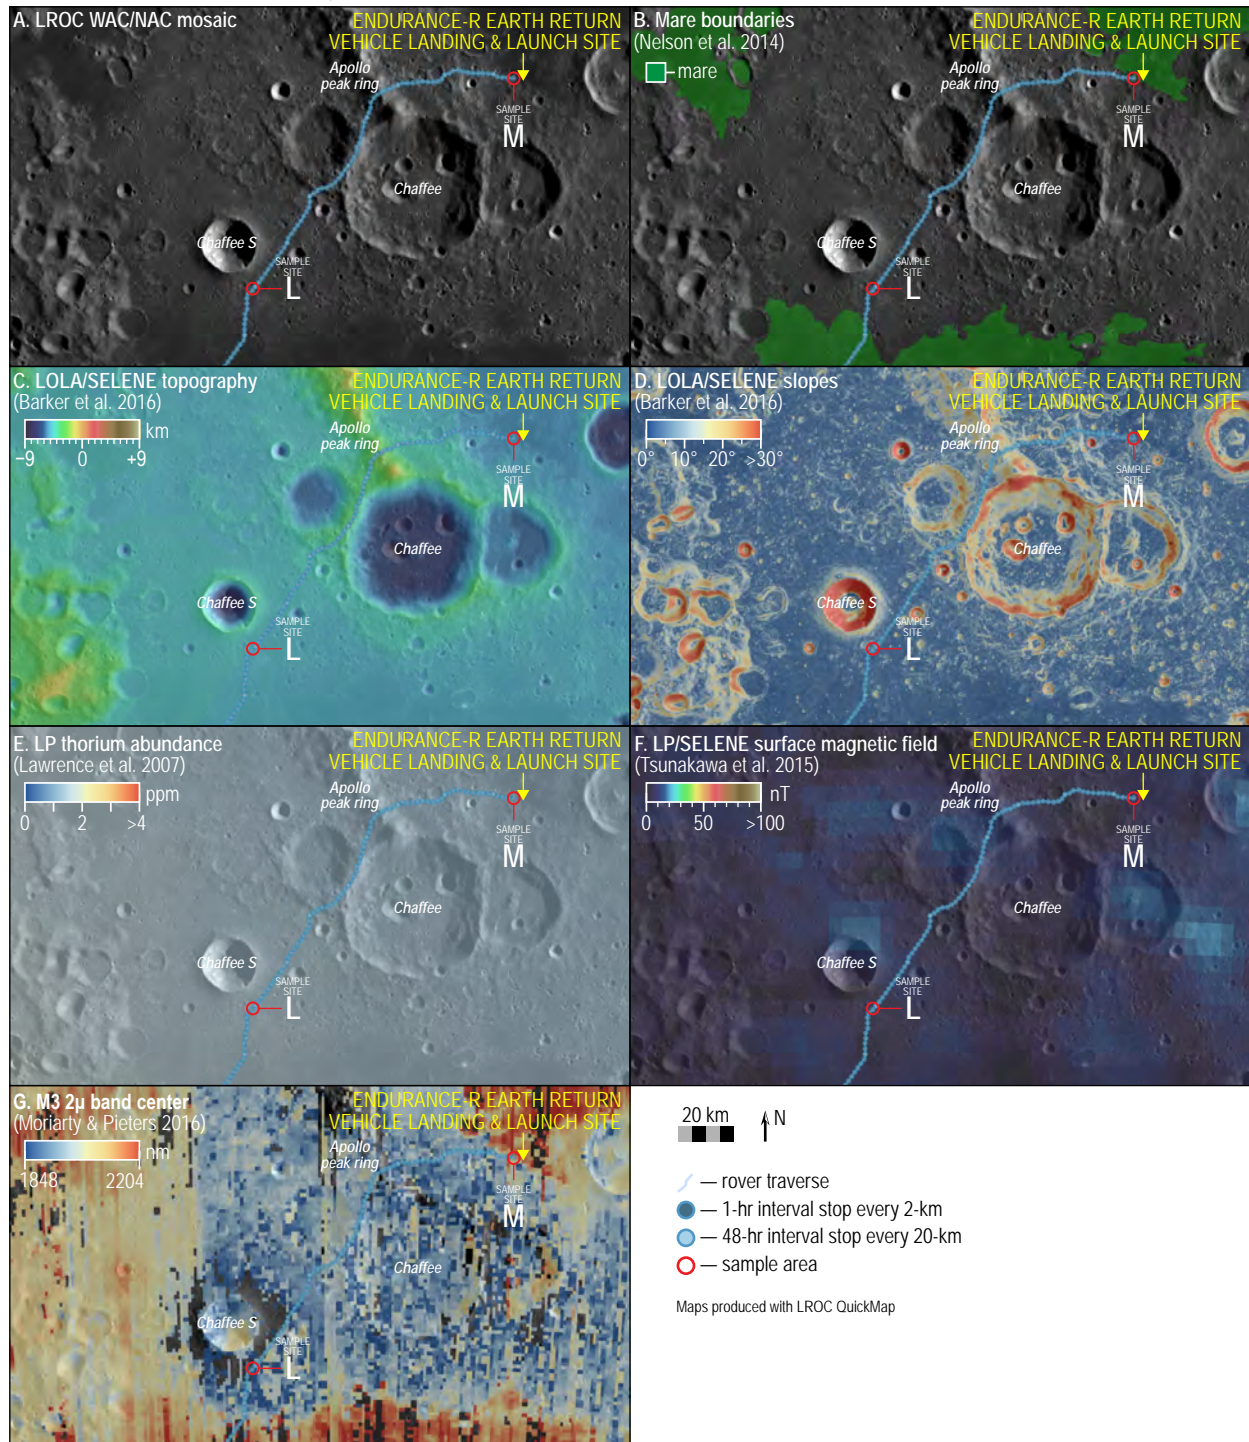 A. LROC WAC/NAC mosaic
ENDURANCE-R EARTH RETURN
VEHICLE LANDING & LAUNCH SITE
Apollo
peak ring
SAMPLE
SITE
M
Chaffee
Chaffee S
SAMPLE
SITE
L
B. Mare boundaries
(Nelson et al. 2014)
mare
ENDURANCE-R EARTH RETURN
VEHICLE LANDING & LAUNCH SITE
Apollo
peak ring
SAMPLE
SITE
M
Chaffee
Chaffee S
SAMPLE
SITE
L
C. LOLA/SELENE topography
(Barker et al. 2016)
km
−9 0 +9
ENDURANCE-R EARTH RETURN
VEHICLE LANDING & LAUNCH SITE
Apollo
peak ring
SAMPLE
SITE
M
Chaffee
Chaffee S
SAMPLE
SITE
L
D. LOLA/SELENE slopes
(Barker et al. 2016)
0° 10° 20° >30°
ENDURANCE-R EARTH RETURN
VEHICLE LANDING & LAUNCH SITE
Apollo
peak ring
SAMPLE
SITE
M
Chaffee
Chaffee S
SAMPLE
SITE
L
E. LP thorium abundance
(Lawrence et al. 2007)
ppm
0 2 >4
ENDURANCE-R EARTH RETURN
VEHICLE LANDING & LAUNCH SITE
Apollo
peak ring
SAMPLE
SITE
M
Chaffee
Chaffee S
SAMPLE
SITE
L
F. LP/SELENE surface magnetic field
(Tsunakawa et al. 2015)
nT
0 50 >100
ENDURANCE-R EARTH RETURN
VEHICLE LANDING & LAUNCH SITE
Apollo
peak ring
SAMPLE
SITE
M
Chaffee
Chaffee S
SAMPLE
SITE
L
G. M3 2µ band center
(Moriarty & Pieters 2016)
nm
1848 2204
ENDURANCE-R EARTH RETURN
VEHICLE LANDING & LAUNCH SITE
Apollo
peak ring
SAMPLE
SITE
M
Chaffee
Chaffee S
SAMPLE
SITE
L
20 km
N
— rover traverse
— 1-hr interval stop every 2-km
— 48-hr interval stop every 20-km
— sample area
Maps produced with LROC QuickMap